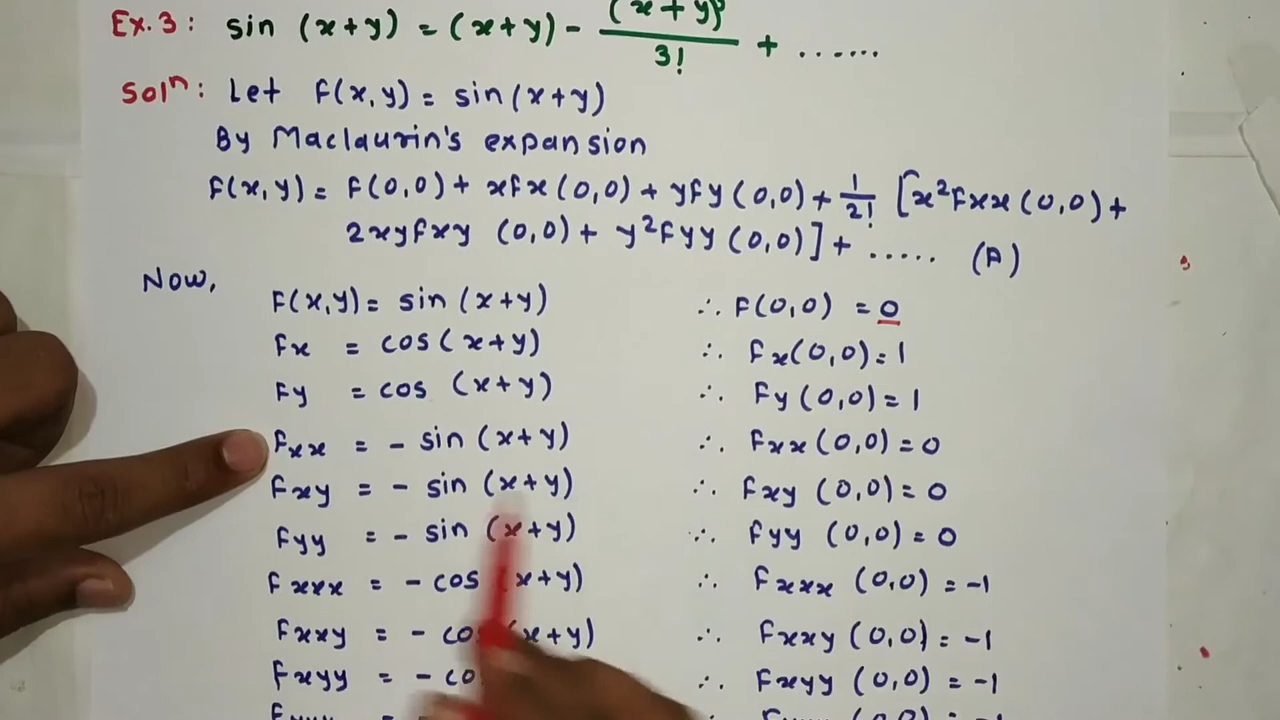 Ex. 3 : sin (x+y) = (x+y) - (x+y)³/3! + ......
Solⁿ : Let F(x,y) = sin(x+y)
By Maclaurin's expansion
F(x,y) = F(0,0) + xfx(0,0) + yfy(0,0) + 1/2! [x²fxx(0,0) +
2xyfxy (0,0) + y²fyy(0,0)] + ..... (A)
Now,
F(x,y) = sin (x+y) ∴ F(0,0) = 0
Fx = cos(x+y) ∴ Fx(0,0) = 1
Fy = cos (x+y) ∴ Fy(0,0) = 1
Fxx = - sin (x+y) ∴ Fxx(0,0) = 0
Fxy = - sin (x+y) ∴ Fxy (0,0) = 0
Fyy = - sin (x+y) ∴ fyy (0,0) = 0
Fxxx = - cos (x+y) ∴ Fxxx (0,0) = -1
Fxxy = - cos (x+y) ∴ Fxxy (0,0) = -1
Fxyy = - ∴ Fxyy (0,0) = -1